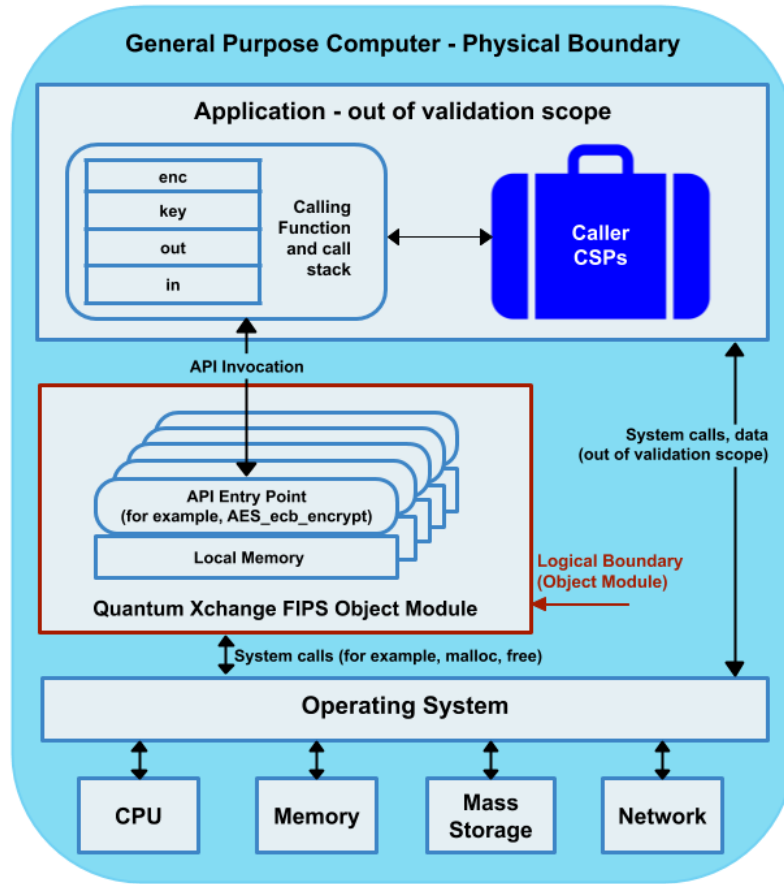 General Purpose Computer - Physical Boundary
Application - out of validation scope
enc
key
out
in
Calling
Function
and call
stack
Caller
CSPs
API Invocation
System calls, data
(out of validation scope)
API Entry Point
(for example, AES_ecb_encrypt)
Local Memory
Quantum Xchange FIPS Object Module
Logical Boundary
(Object Module)
System calls (for example, malloc, free)
Operating System
CPU
Memory
Mass
Storage
Network